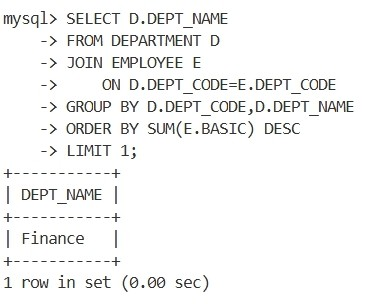 mysql> SELECT D.DEPT_NAME
    -> FROM DEPARTMENT D
    -> JOIN EMPLOYEE E
    ->     ON D.DEPT_CODE=E.DEPT_CODE
    -> GROUP BY D.DEPT_CODE,D.DEPT_NAME
    -> ORDER BY SUM(E.BASIC) DESC
    -> LIMIT 1;
+-----------+
| DEPT_NAME |
+-----------+
| Finance   |
+-----------+
1 row in set (0.00 sec)